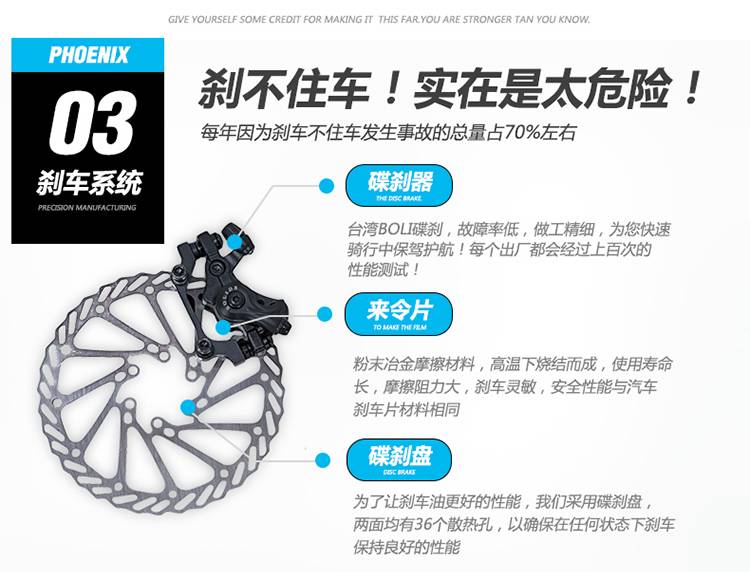 GIVE YOURSELF SOME CREDIT FOR MAKING IT THIS FAR.YOU ARE STRONGER TAN YOU KNOW.
PHOENIX
03
刹车系统
PRECISION MANUFACTURING
刹不住车！实在是太危险！
每年因为刹车不住车发生事故的总量占70%左右
碟刹器
THE DISC BRAKE.
台湾BOLI碟刹，故障率低，做工精细，为您快速
骑行中保驾护航！每个出厂都会经过上百次的
性能测试！
来令片
TO MAKE THE FILM
粉末冶金摩擦材料，高温下烧结而成，使用寿命
长，摩擦阻力大，刹车灵敏，安全性能与汽车
刹车片材料相同
碟刹盘
DISC BRAKE
为了让刹车油更好的性能，我们采用碟刹盘，
两面均有36个散热孔，以确保在任何状态下刹车
保持良好的性能